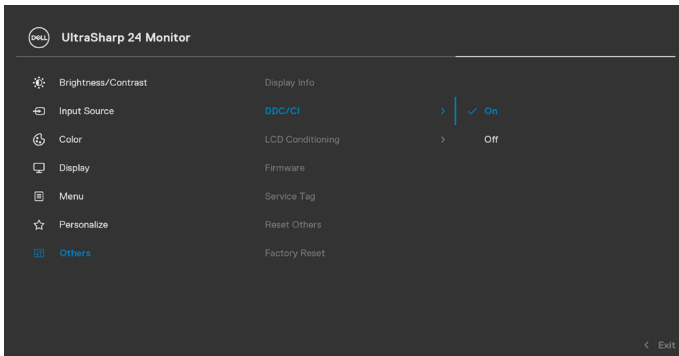 DELL UltraSharp 24 Monitor
Brightness/Contrast
Input Source
Color
Display
Menu
Personalize
Others
Display Info
DDC/CI
LCD Conditioning
Firmware
Service Tag
Reset Others
Factory Reset
On
Off
Exit